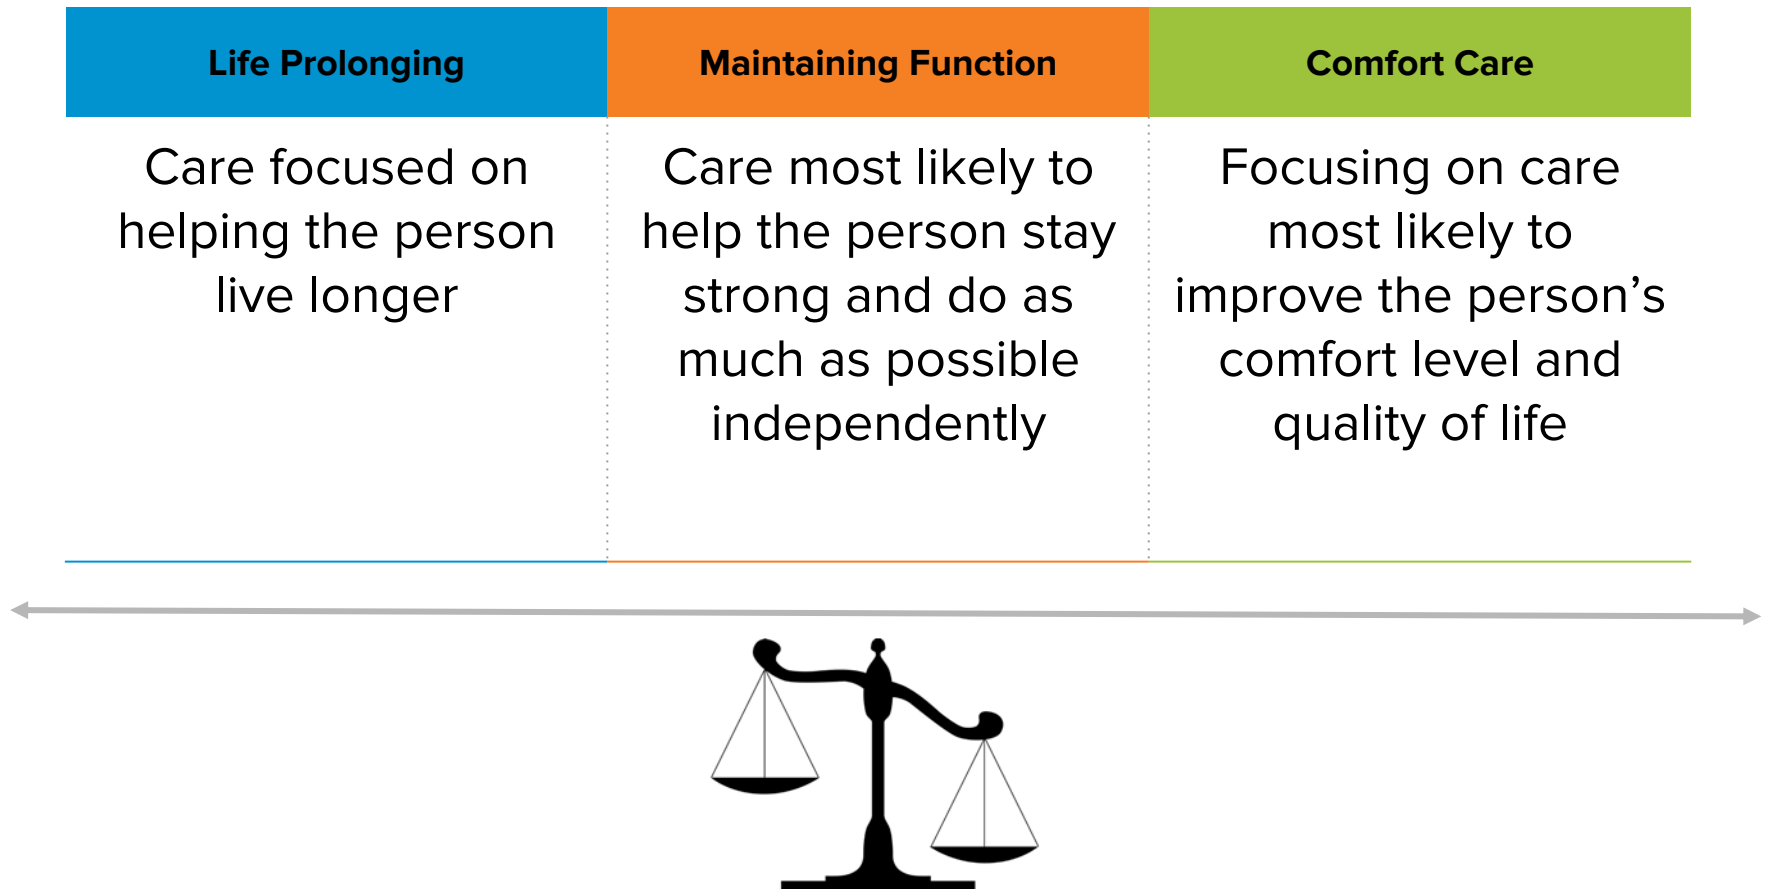 Life Prolonging
Maintaining Function
Comfort Care
Care focused on
helping the person
live longer
Care most likely to
help the person stay
strong and do as
much as possible
independently
Focusing on care
most likely to
improve the person’s
comfort level and
quality of life